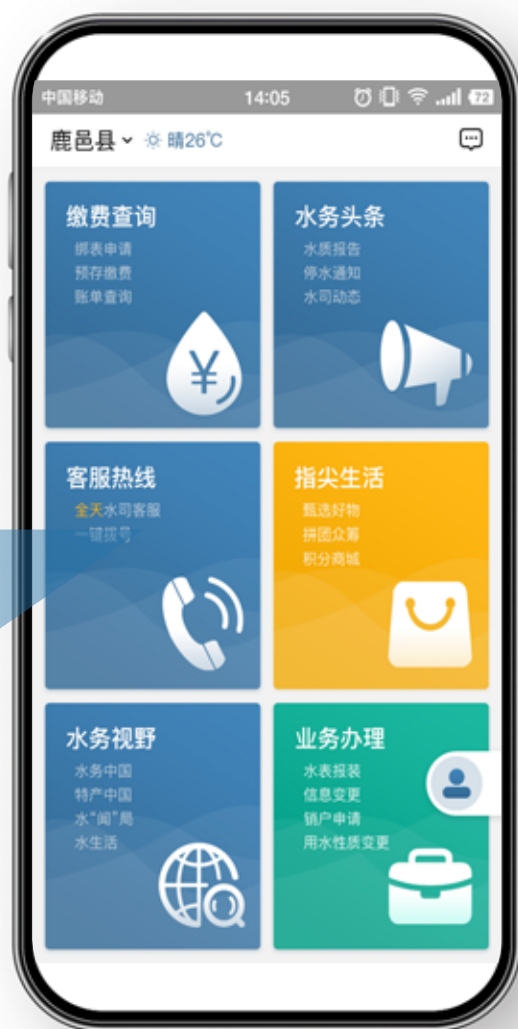 中国移动 14:05 72
鹿邑县 晴26°C
缴费查询
绑表申请
预存缴费
账单查询
水务头条
水质报告
停水通知
水司动态
客服热线
全天水司客服
一键拨号
指尖生活
甄选好物
拼团众筹
积分商城
水务视野
水务中国
特产中国
水“闻”局
水生活
业务办理
水表报装
信息变更
销户申请
用水性质变更